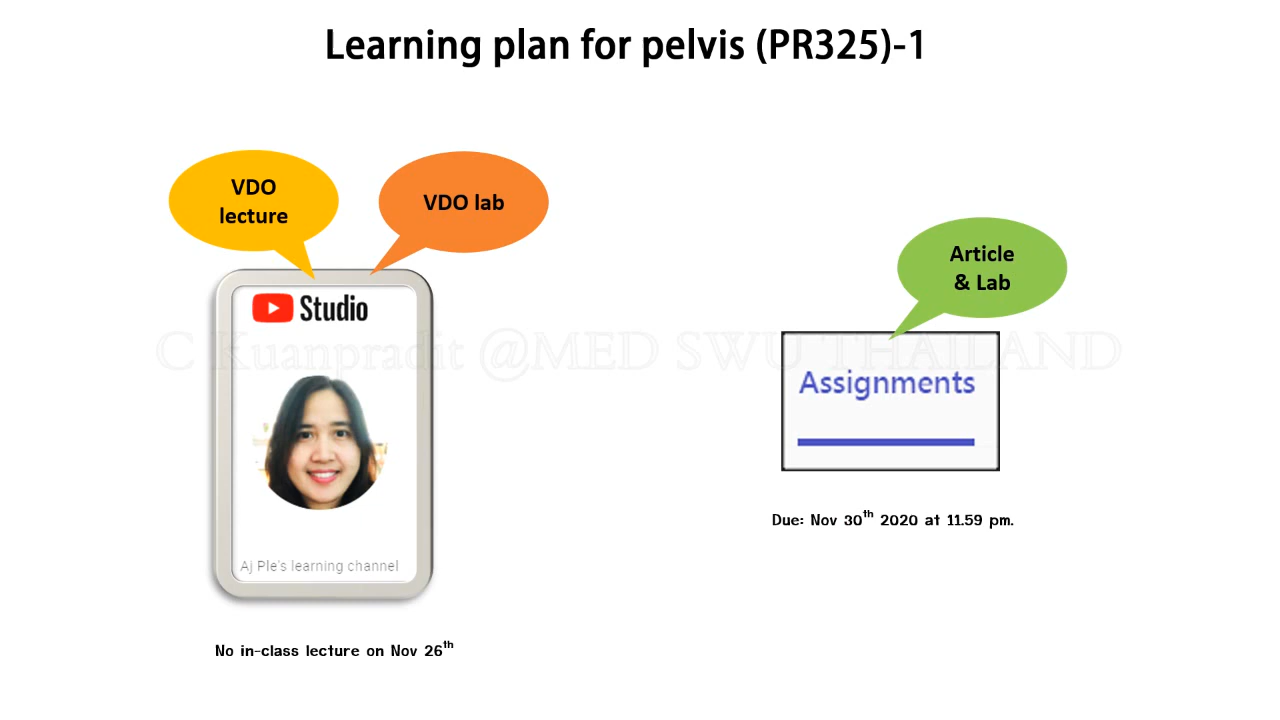 Learning plan for pelvis (PR325)-1
VDO
lecture
VDO lab
Article
& Lab
Studio
C Kuanpradit @MED SWU THAILAND
Assignments
Due: Nov 30th 2020 at 11.59 pm.
Aj Ple's learning channel
No in-class lecture on Nov 26th